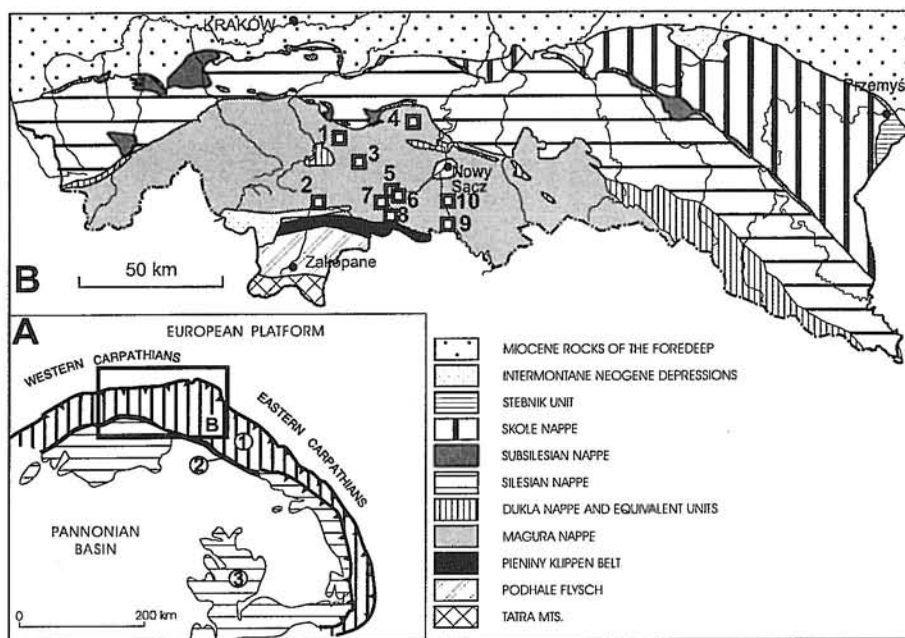 KRAKÓW
Przemyśl
4
1
3
Nowy
Sącz
5
2
7
6
10
8
9
Zakopane
50 km
B
A
EUROPEAN PLATFORM
WESTERN CARPATHIANS
B
EASTERN CARPATHIANS
1
2
PANNONIAN
BASIN
3
0
200 km
MIOCENE ROCKS OF THE FOREDEEP
INTERMONTANE NEOGENE DEPRESSIONS
STEBNIK UNIT
SKOLE NAPPE
SUBSILESIAN NAPPE
SILESIAN NAPPE
DUKLA NAPPE AND EQUIVALENT UNITS
MAGURA NAPPE
PIENINY KLIPPEN BELT
PODHALE FLYSCH
TATRA MTS.